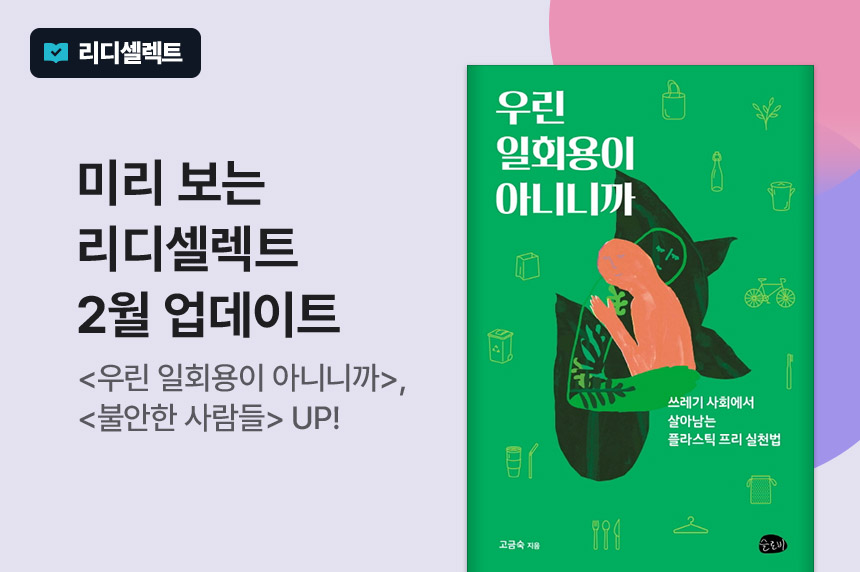 리디셀렉트
미리 보는
리디셀렉트
2월 업데이트
<우린 일회용이 아니니까>,
<불안한 사람들> UP!
우린
일회용이
아니니까
쓰레기 사회에서
살아남는
플라스틱 프리 실천법
고금숙 지음
슬로비